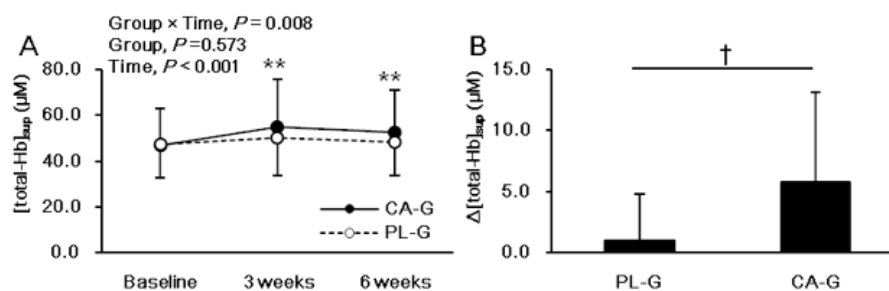 Group × Time, P = 0.008
Group, P =0.573
Time, P < 0.001
A
[total-Hb]sup (µM)
80.0
60.0
40.0
20.0
0.0
**
**
CA-G
PL-G
Baseline
3 weeks
6 weeks
B
Δ[total-Hb]sup (µM)
15.0
10.0
5.0
0.0
†
PL-G
CA-G